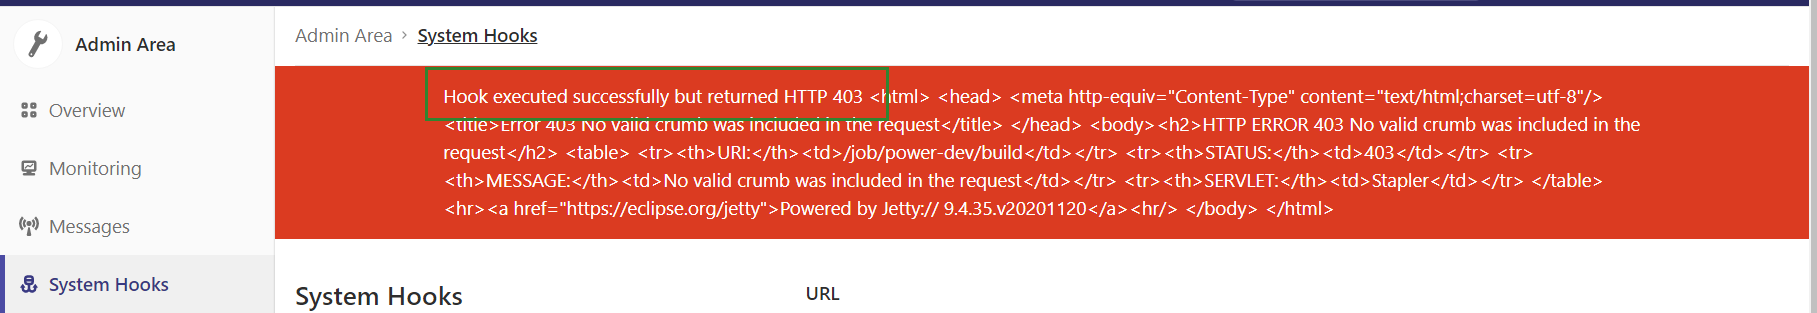 Admin Area
Overview
Monitoring
Messages
System Hooks
Admin Area › System Hooks
Hook executed successfully but returned HTTP 403 <html> <head> <meta http-equiv="Content-Type" content="text/html;charset=utf-8"/>
<title>Error 403 No valid crumb was included in the request</title> </head> <body><h2>HTTP ERROR 403 No valid crumb was included in the
request</h2> <table> <tr><th>URI:</th><td>/job/power-dev/build</td></tr> <tr><th>STATUS:</th><td>403</td></tr> <tr>
<th>MESSAGE:</th><td>No valid crumb was included in the request</td></tr> <tr><th>SERVLET:</th><td>Stapler</td></tr> </table>
<hr><a href="https://eclipse.org/jetty">Powered by Jetty:// 9.4.35.v20201120</a><hr/> </body> </html>
System Hooks
URL